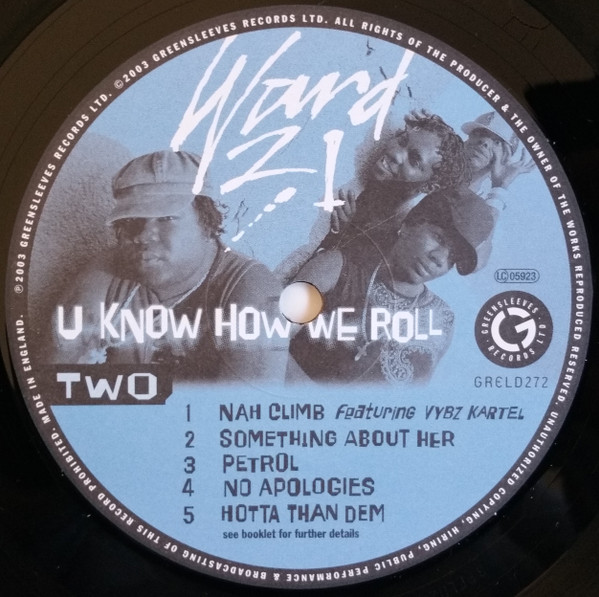 ℗2003 GREENSLEEVES RECORDS LTD. ©2003 GREENSLEEVES RECORDS LTD. ALL RIGHTS OF THE PRODUCER & THE OWNER OF THE WORKS REPRODUCED RESERVED. UNAUTHORIZED COPYING, HIRING, PUBLIC PERFORMANCE & BROADCASTING OF THIS RECORD PROHIBITED. MADE IN ENGLAND.
Ward
21
LC 05923
U KNOW HOW WE ROLL
GREENSLEEVES
RECORDS
GRELD272
TWO
1 NAH CLIMB Featuring VYBZ KARTEL
2 SOMETHING ABOUT HER
3 PETROL
4 NO APOLOGIES
5 HOTTA THAN DEM
see booklet for further details